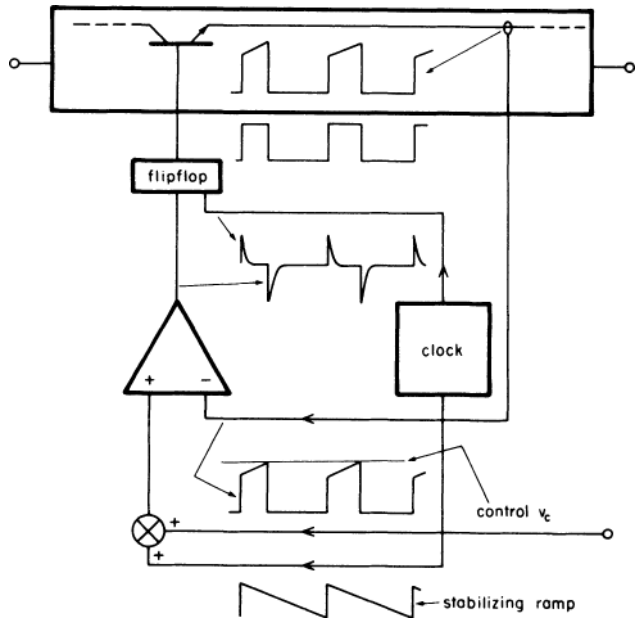 flipflop
clock
+
−
control v_c
+
+
stabilizing ramp